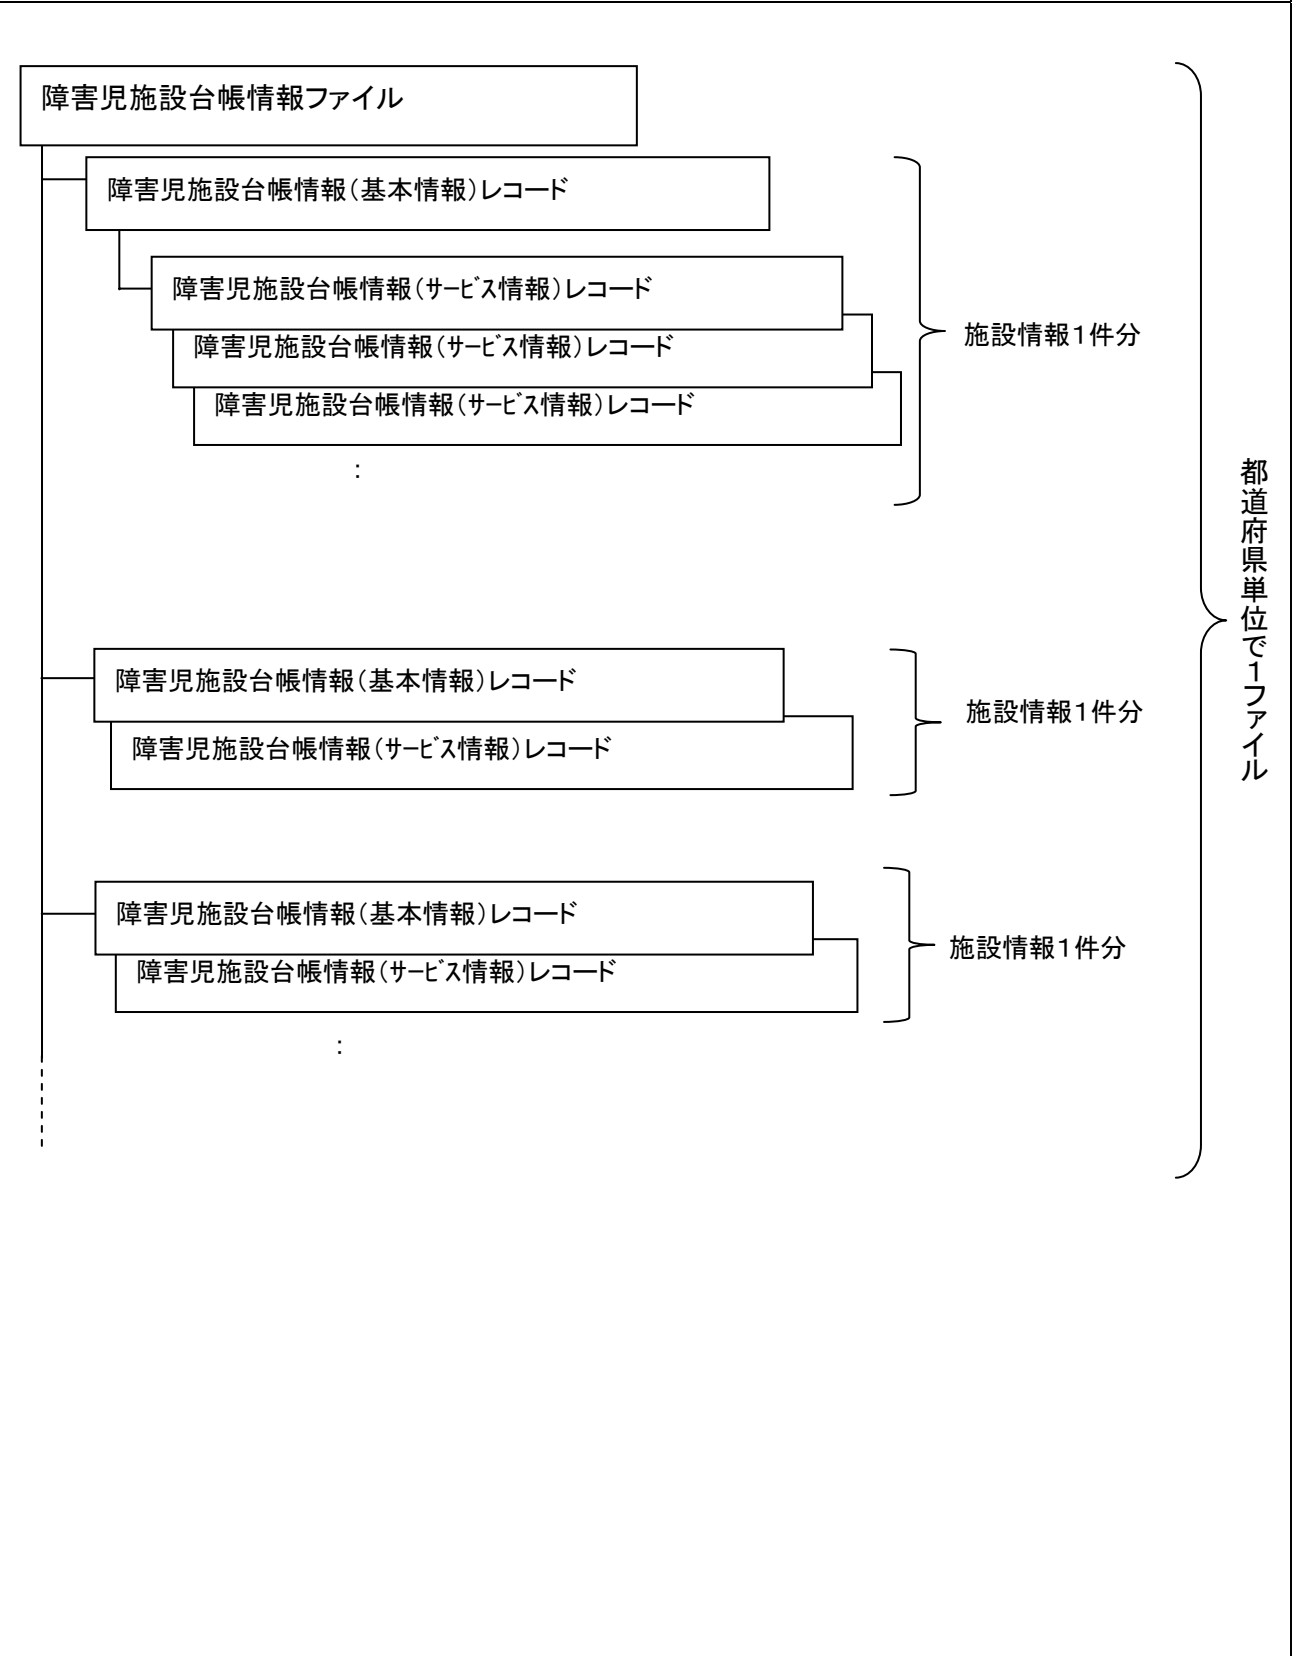 障害児施設台帳情報ファイル
障害児施設台帳情報(基本情報)レコード
障害児施設台帳情報(サービス情報)レコード
障害児施設台帳情報(サービス情報)レコード
障害児施設台帳情報(サービス情報)レコード
:
施設情報1件分
障害児施設台帳情報(基本情報)レコード
障害児施設台帳情報(サービス情報)レコード
施設情報1件分
障害児施設台帳情報(基本情報)レコード
障害児施設台帳情報(サービス情報)レコード
:
施設情報1件分
都道府県単位で1ファイル